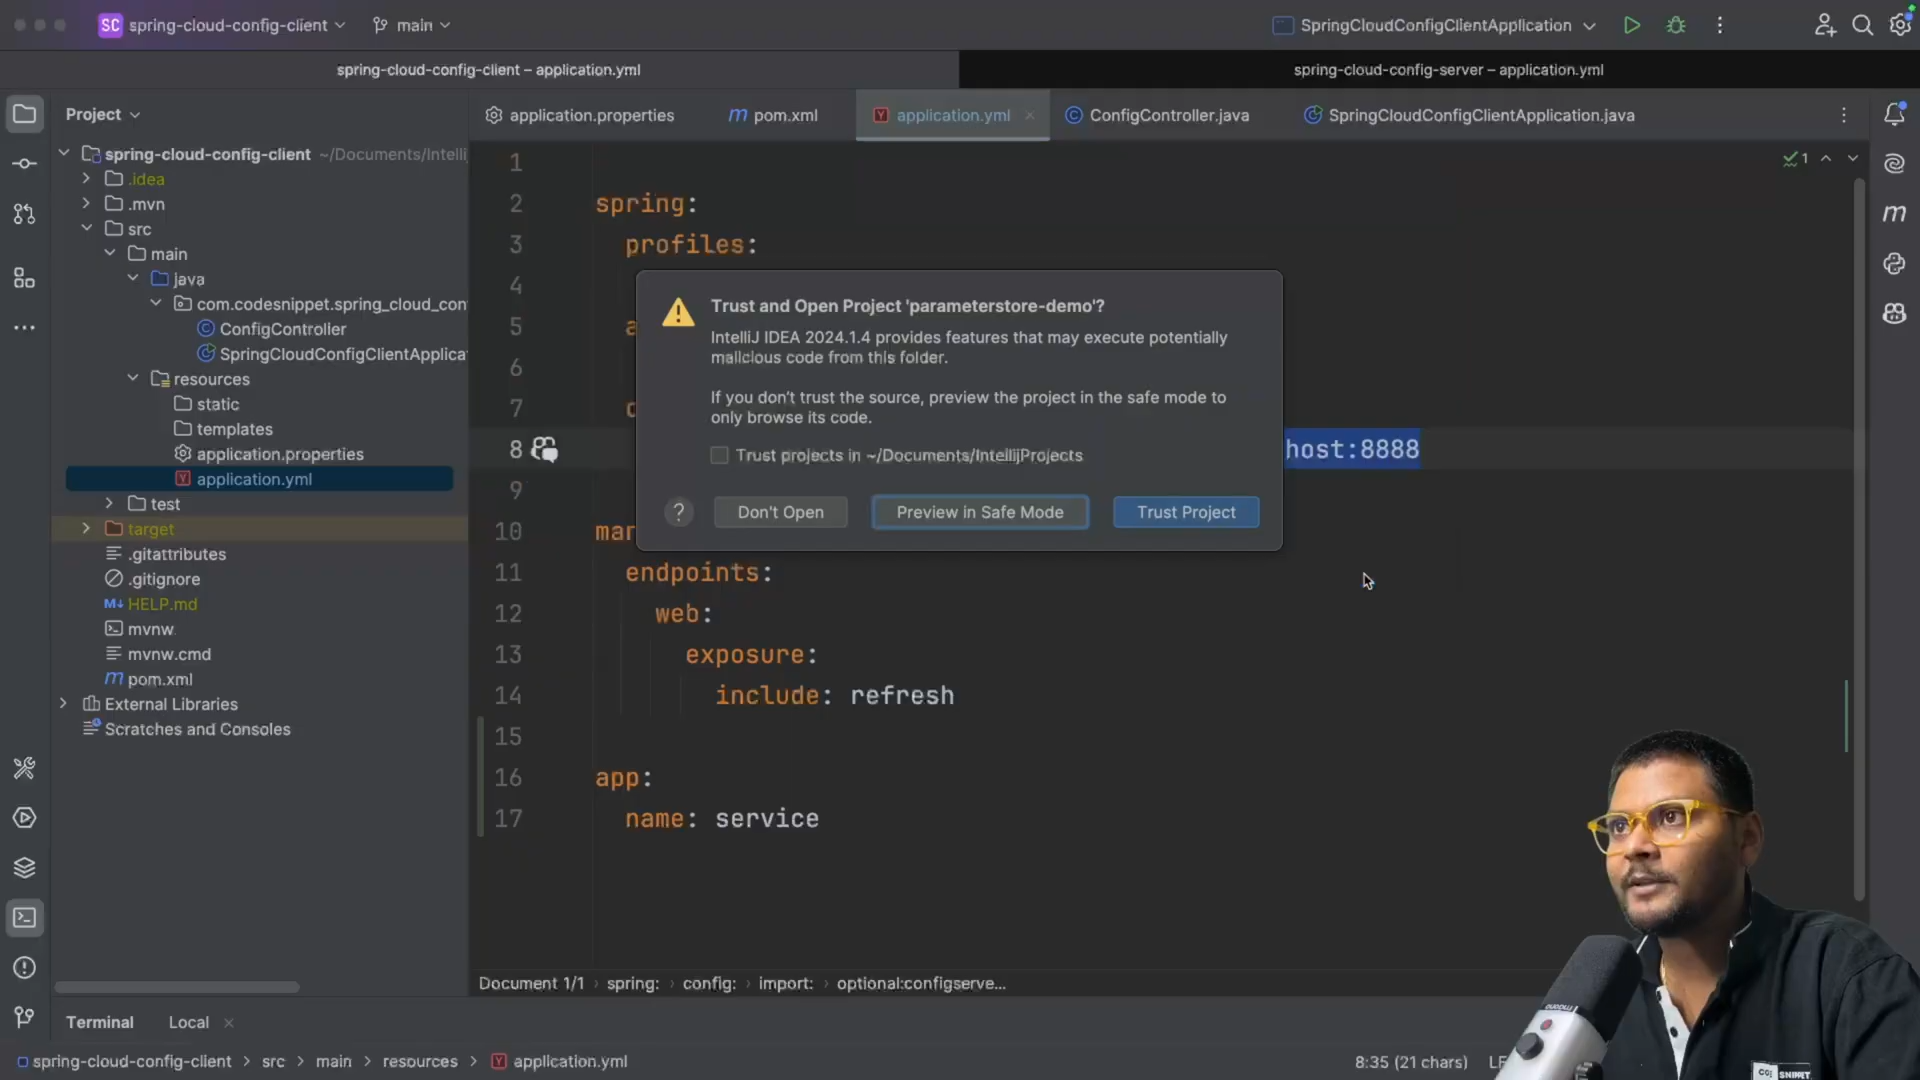 SC spring-cloud-config-client main SpringCloudConfigClientApplication
spring-cloud-config-client – application.yml spring-cloud-config-server – application.yml
Project
application.properties pom.xml application.yml ConfigController.java SpringCloudConfigClientApplication.java
spring-cloud-config-client ~/Documents/Intelli
.idea
.mvn
src
main
java
com.codesnippet.spring_cloud_con
ConfigController
SpringCloudConfigClientApplica
resources
static
templates
application.properties
application.yml
test
target
.gitattributes
.gitignore
HELP.md
mvnw
mvnw.cmd
pom.xml
External Libraries
Scratches and Consoles
1
1
2 spring:
3 profiles:
4
5 a
6
7
8 host:8888
9
10 mar
11 endpoints:
12 web:
13 exposure:
14 include: refresh
15
16 app:
17 name: service
Trust and Open Project 'parameterstore-demo'?
IntelliJ IDEA 2024.1.4 provides features that may execute potentially
malicious code from this folder.
If you don't trust the source, preview the project in the safe mode to
only browse its code.
Trust projects in ~/Documents/IntellijProjects
? Don't Open Preview in Safe Mode Trust Project
Document 1/1 › spring: › config: › import: › optional:configserve...
Terminal Local
spring-cloud-config-client › src › main › resources › application.yml
8:35 (21 chars) LF
SNIPPET